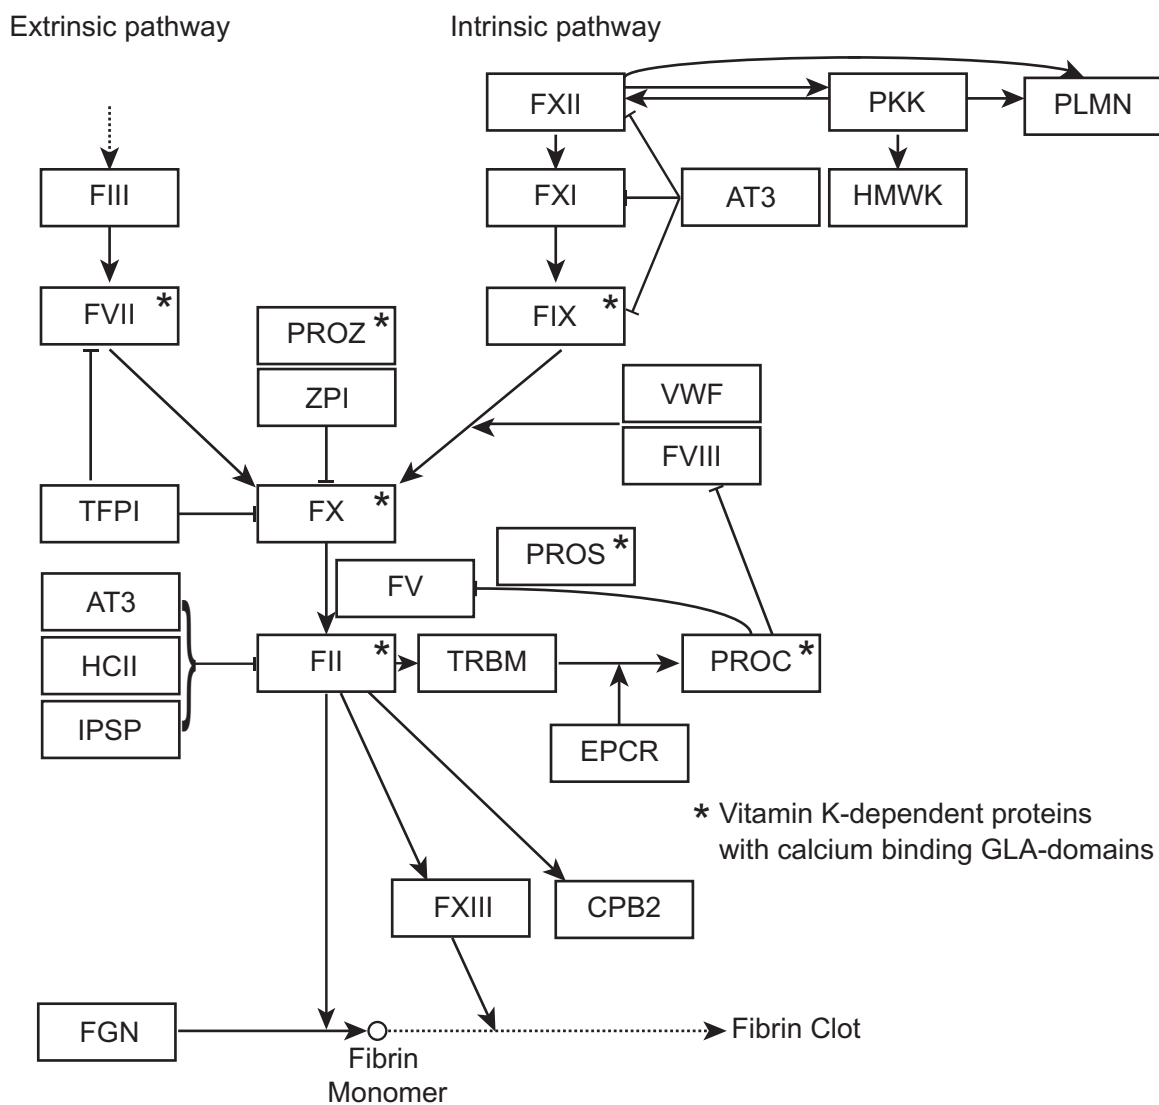 Extrinsic pathway
Intrinsic pathway
FXII
PKK
PLMN
FIII
FXI
AT3
HMWK
FVII *
PROZ *
FIX *
ZPI
VWF
FVIII
TFPI
FX *
PROS *
FV
AT3
HCII
IPSP
FII *
TRBM
PROC *
EPCR
* Vitamin K-dependent proteins
with calcium binding GLA-domains
FXIII
CPB2
FGN
Fibrin Clot
Fibrin
Monomer